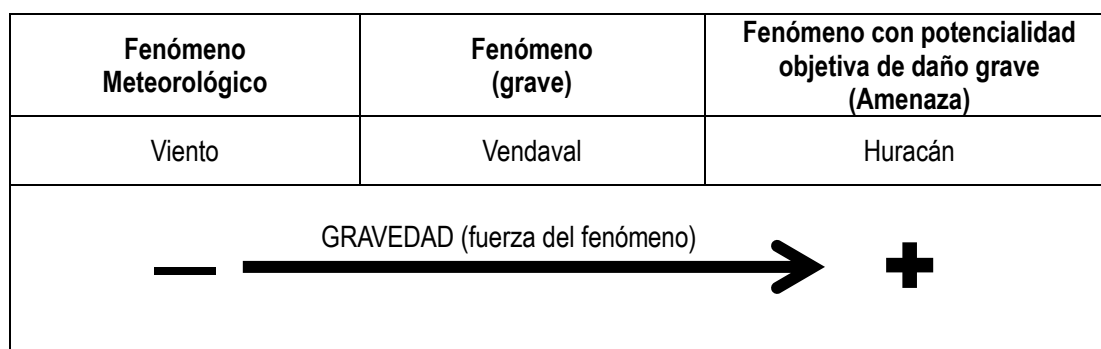 Fenómeno
Meteorológico
Fenómeno
(grave)
Fenómeno con potencialidad
objetiva de daño grave
(Amenaza)
Viento
Vendaval
Huracán
GRAVEDAD (fuerza del fenómeno)